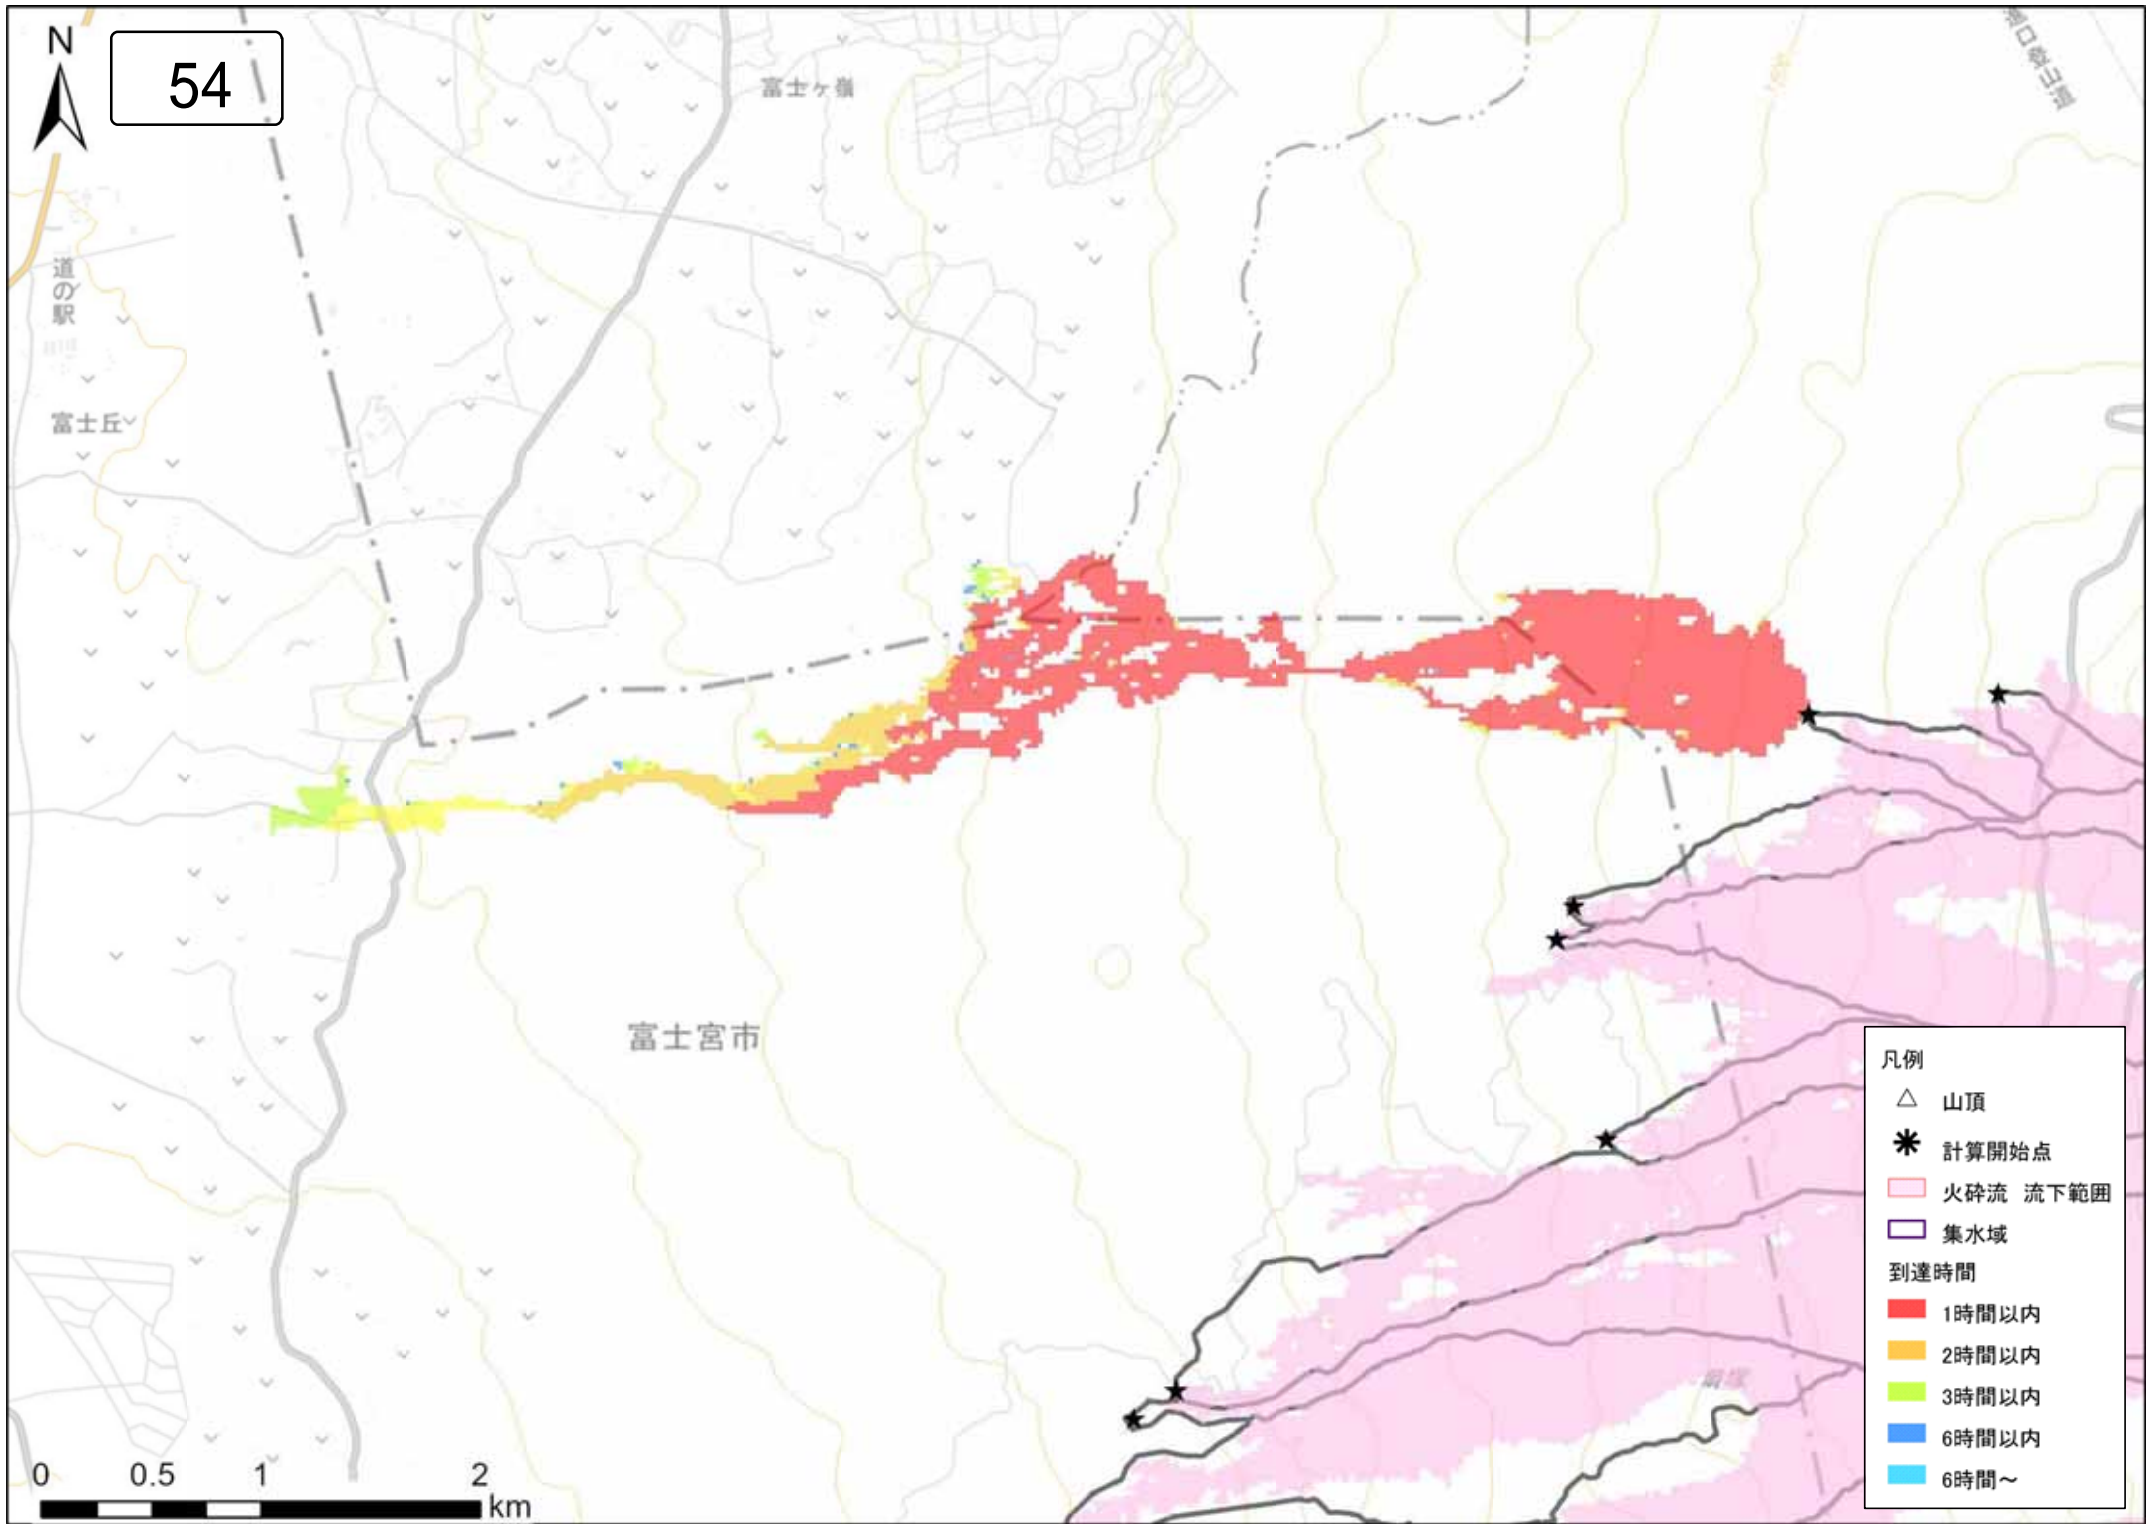 N
54
富士ヶ嶺
道の駅
富士丘
富士宮市
凡例
山頂
計算開始点
火砕流 流下範囲
集水域
到達時間
1時間以内
2時間以内
3時間以内
6時間以内
6時間～
0 0.5 1 2
km